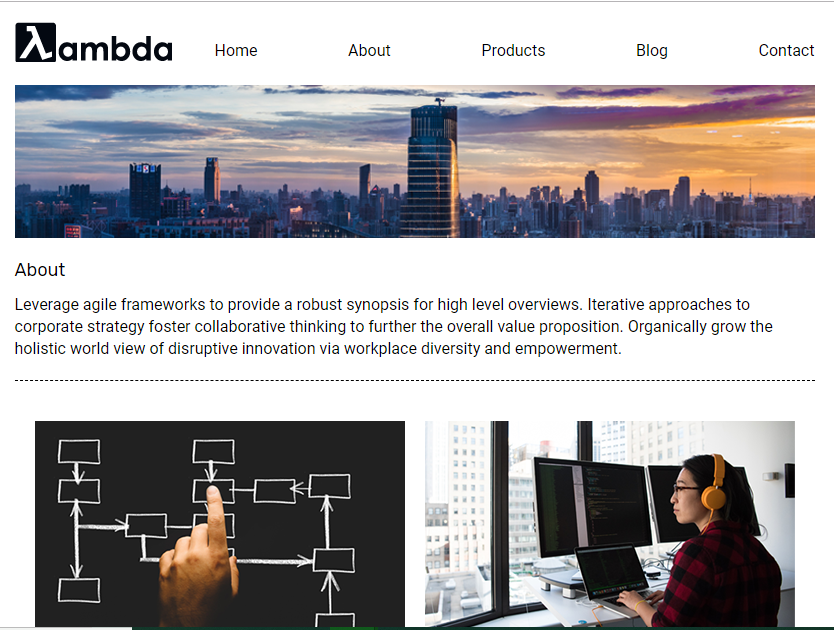 λambda
Home About Products Blog Contact
About
Leverage agile frameworks to provide a robust synopsis for high level overviews. Iterative approaches to
corporate strategy foster collaborative thinking to further the overall value proposition. Organically grow the
holistic world view of disruptive innovation via workplace diversity and empowerment.